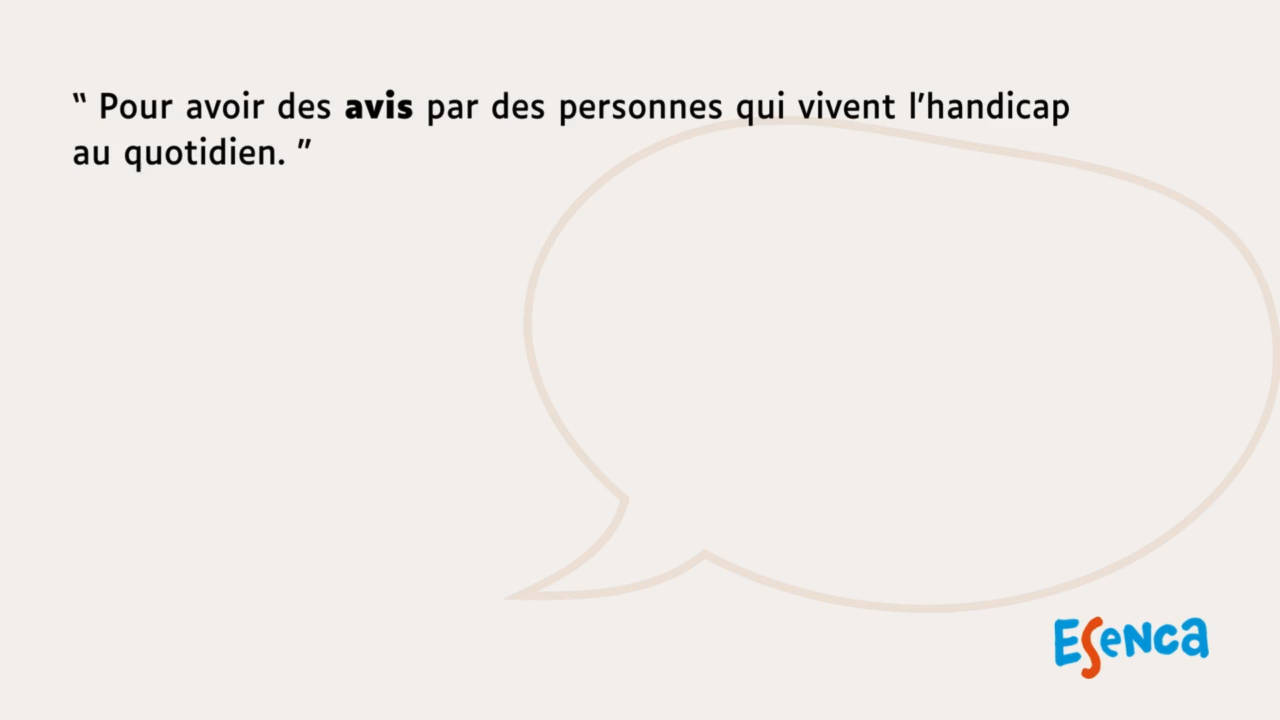 “ Pour avoir des avis par des personnes qui vivent l’handicap
au quotidien. ”
Esenca